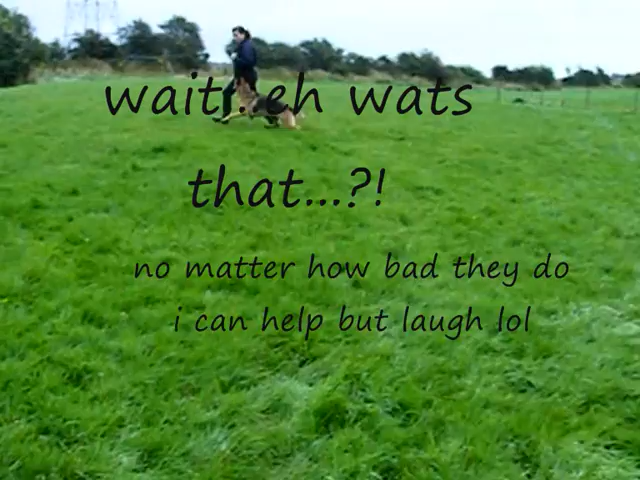 wait.. eh wats
that...?!
no matter how bad they do
i can help but laugh lol